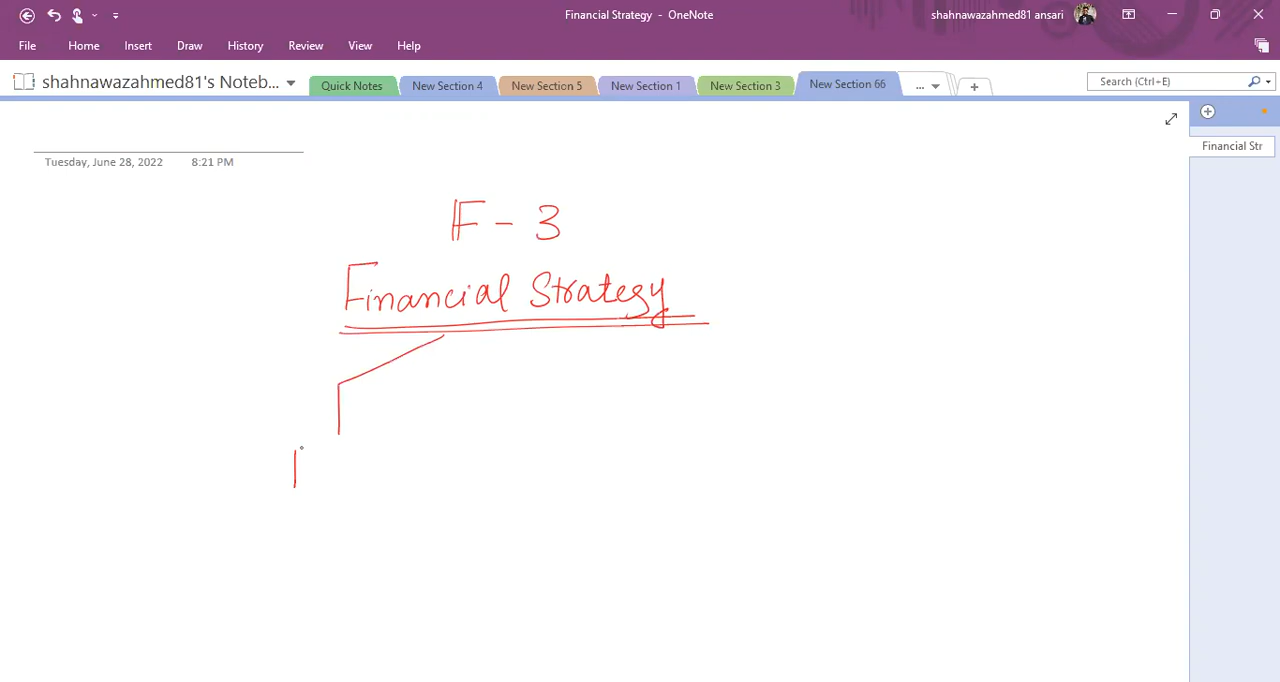 Financial Strategy - OneNote
shahnawazahmed81 ansari
File Home Insert Draw History Review View Help
shahnawazahmed81's Noteb...
Quick Notes
New Section 4
New Section 5
New Section 1
New Section 3
New Section 66
...
Search (Ctrl+E)
Financial Str
Tuesday, June 28, 2022 8:21 PM
F - 3
Financial Strategy